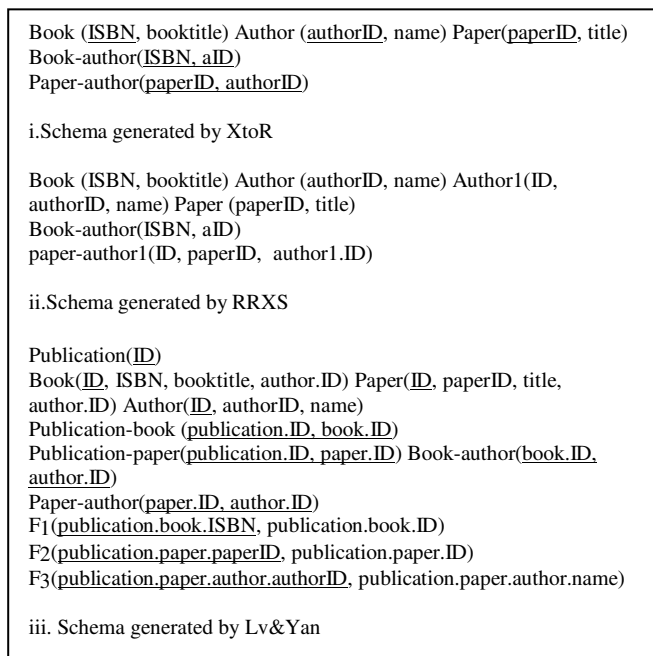 Book (ISBN, booktitle) Author (authorID, name) Paper(paperID, title)
Book-author(ISBN, aID)
Paper-author(paperID, authorID)
i.Schema generated by XtoR
Book (ISBN, booktitle) Author (authorID, name) Author1(ID,
authorID, name) Paper (paperID, title)
Book-author(ISBN, aID)
paper-author1(ID, paperID, author1.ID)
ii.Schema generated by RRXS
Publication(ID)
Book(ID, ISBN, booktitle, author.ID) Paper(ID, paperID, title,
author.ID) Author(ID, authorID, name)
Publication-book (publication.ID, book.ID)
Publication-paper(publication.ID, paper.ID) Book-author(book.ID,
author.ID)
Paper-author(paper.ID, author.ID)
F1(publication.book.ISBN, publication.book.ID)
F2(publication.paper.paperID, publication.paper.ID)
F3(publication.paper.author.authorID, publication.paper.author.name)
iii. Schema generated by Lv&Yan